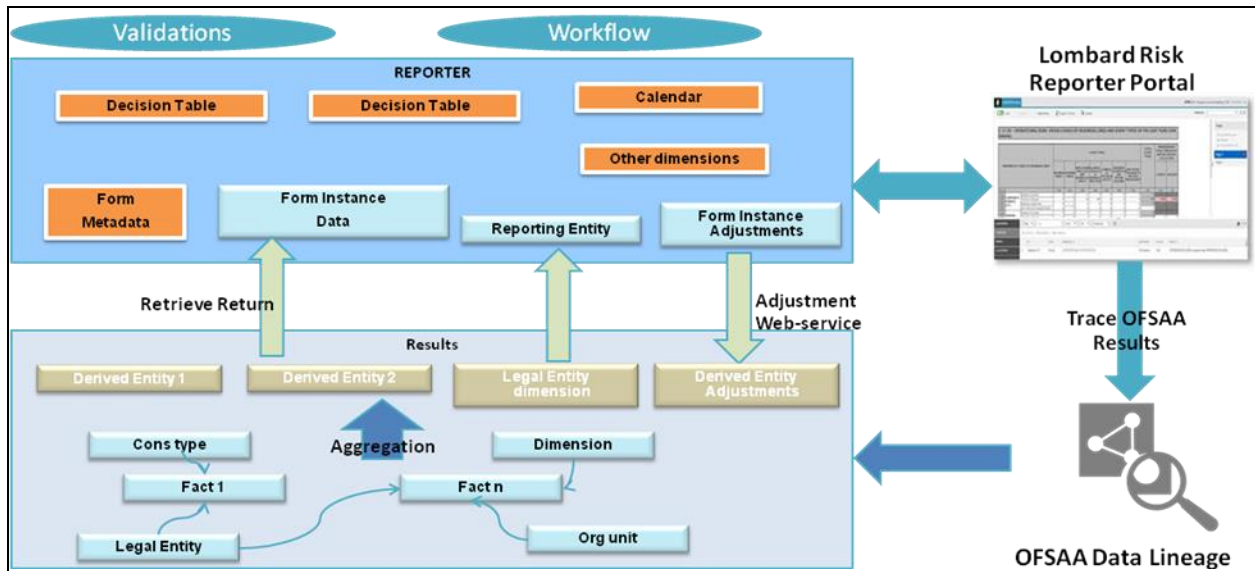 Validations
Workflow
REPORTER
Decision Table
Decision Table
Calendar
Other dimensions
Form
Metadata
Form Instance
Data
Reporting Entity
Form Instance
Adjustments
Lombard Risk
Reporter Portal
Retrieve Return
Adjustment
Web-service
Trace OFSAA
Results
Results
Derived Entity 1
Derived Entity 2
Legal Entity
dimension
Derived Entity
Adjustments
Cons type
Aggregation
Dimension
Fact 1
Fact n
Legal Entity
Org unit
OFSAA Data Lineage